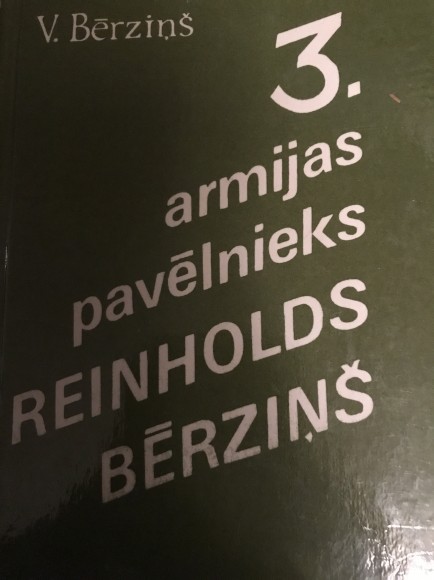 V. Bērziņš
3.
armijas
pavēlnieks
REINHOLDS
BĒRZIŅŠ